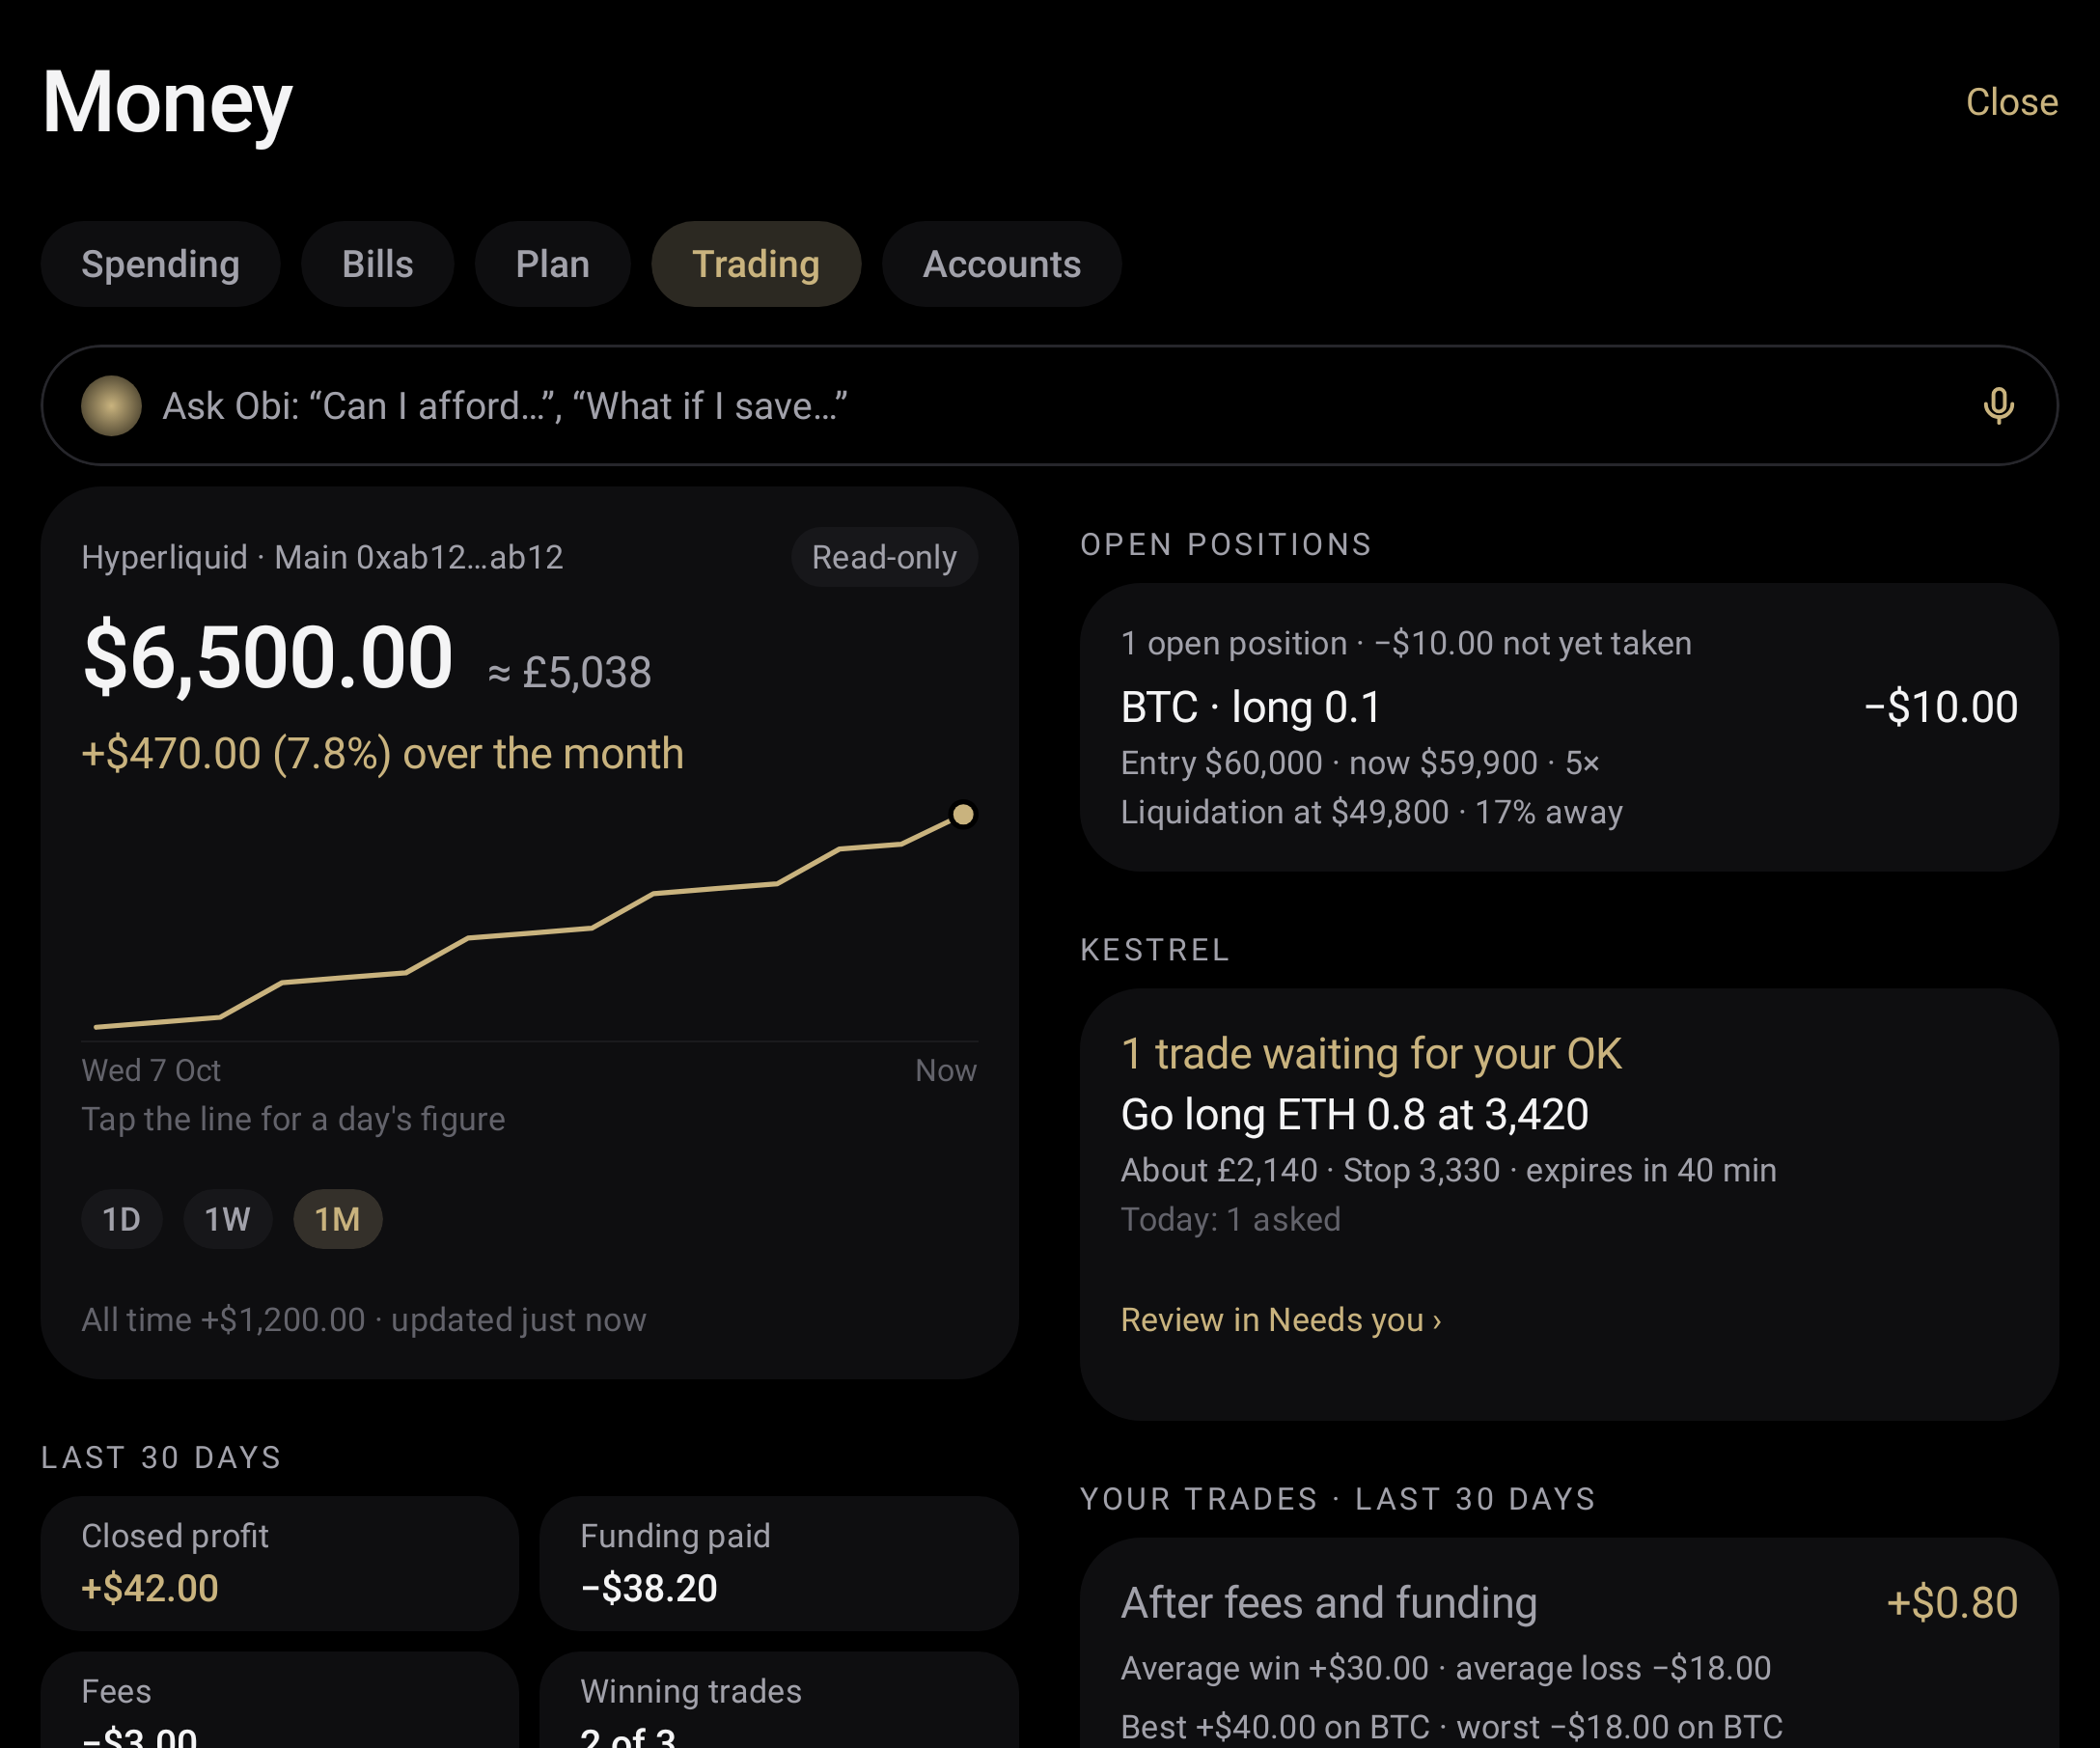 Money
Close
Spending
Bills
Plan
Trading
Accounts
Ask Obi: “Can I afford…”, “What if I save…”
Hyperliquid · Main 0xab12…ab12
Read-only
$6,500.00 ≈ £5,038
+$470.00 (7.8%) over the month
Wed 7 Oct
Now
Tap the line for a day's figure
1D
1W
1M
All time +$1,200.00 · updated just now
LAST 30 DAYS
Closed profit
+$42.00
Funding paid
−$38.20
Fees
−$3.00
Winning trades
2 of 3
OPEN POSITIONS
1 open position · −$10.00 not yet taken
BTC · long 0.1
−$10.00
Entry $60,000 · now $59,900 · 5×
Liquidation at $49,800 · 17% away
KESTREL
1 trade waiting for your OK
Go long ETH 0.8 at 3,420
About £2,140 · Stop 3,330 · expires in 40 min
Today: 1 asked
Review in Needs you ›
YOUR TRADES · LAST 30 DAYS
After fees and funding
+$0.80
Average win +$30.00 · average loss −$18.00
Best +$40.00 on BTC · worst −$18.00 on BTC